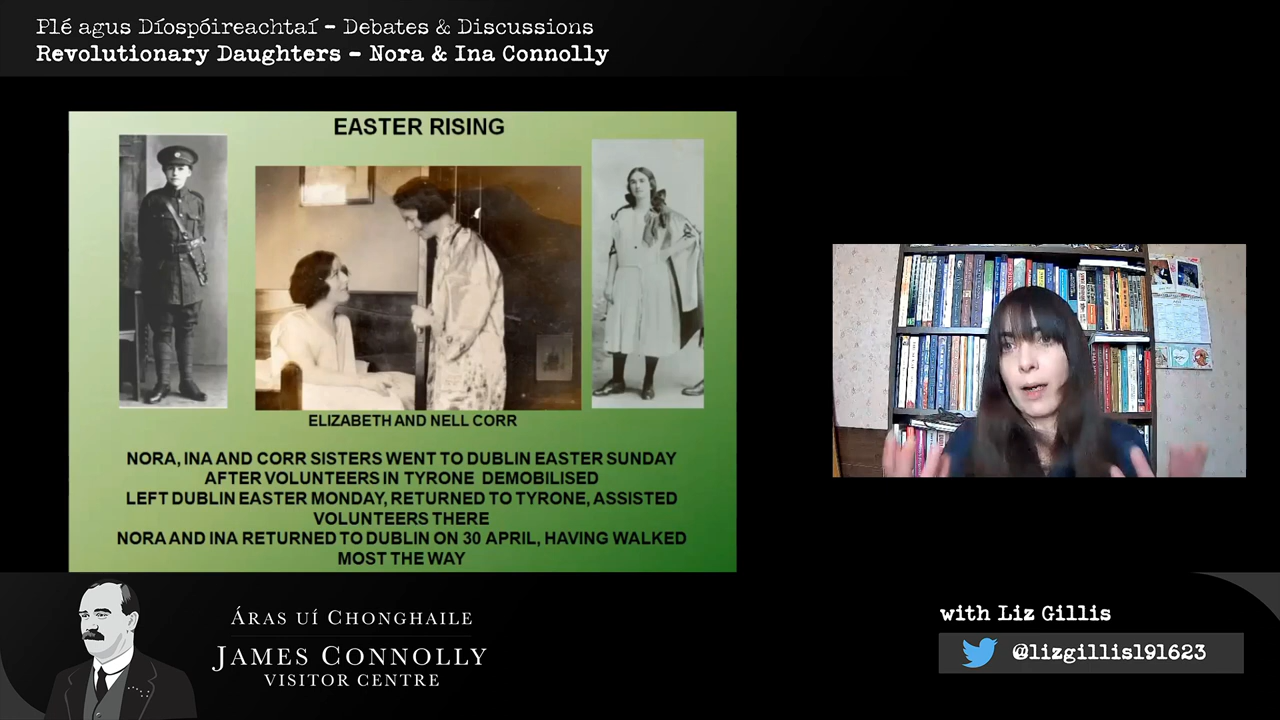 Plé agus Díospóireachtaí – Debates & Discussions
Revolutionary Daughters – Nora & Ina Connolly
EASTER RISING
ELIZABETH AND NELL CORR
NORA, INA AND CORR SISTERS WENT TO DUBLIN EASTER SUNDAY
AFTER VOLUNTEERS IN TYRONE DEMOBILISED
LEFT DUBLIN EASTER MONDAY, RETURNED TO TYRONE, ASSISTED
VOLUNTEERS THERE
NORA AND INA RETURNED TO DUBLIN ON 30 APRIL, HAVING WALKED
MOST THE WAY
ÁRAS UÍ CHONGHAILE
JAMES CONNOLLY
VISITOR CENTRE
with Liz Gillis
@lizgillis191623